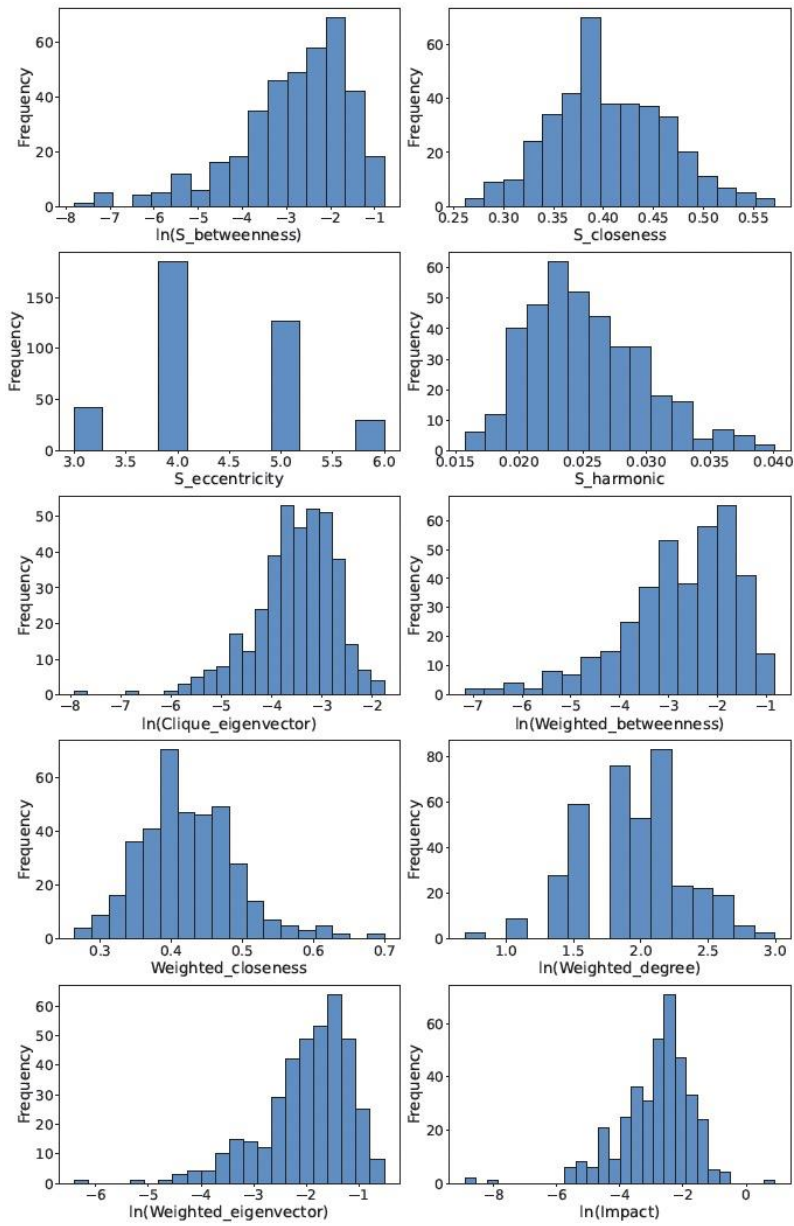 60
40
20
0
Frequency
−8 −7 −6 −5 −4 −3 −2 −1
ln(S_betweenness)
60
40
20
0
Frequency
0.25 0.30 0.35 0.40 0.45 0.50 0.55
S_closeness
150
100
50
0
Frequency
3.0 3.5 4.0 4.5 5.0 5.5 6.0
S_eccentricity
60
50
40
30
20
10
0
Frequency
0.015 0.020 0.025 0.030 0.035 0.040
S_harmonic
50
40
30
20
10
0
Frequency
−8 −7 −6 −5 −4 −3 −2
ln(Clique_eigenvector)
60
50
40
30
20
10
0
Frequency
−7 −6 −5 −4 −3 −2 −1
ln(Weighted_betweenness)
60
40
20
0
Frequency
0.3 0.4 0.5 0.6 0.7
Weighted_closeness
80
60
40
20
0
Frequency
1.0 1.5 2.0 2.5 3.0
ln(Weighted_degree)
60
50
40
30
20
10
0
Frequency
−6 −5 −4 −3 −2 −1
ln(Weighted_eigenvector)
60
40
20
0
Frequency
−8 −6 −4 −2 0
ln(Impact)